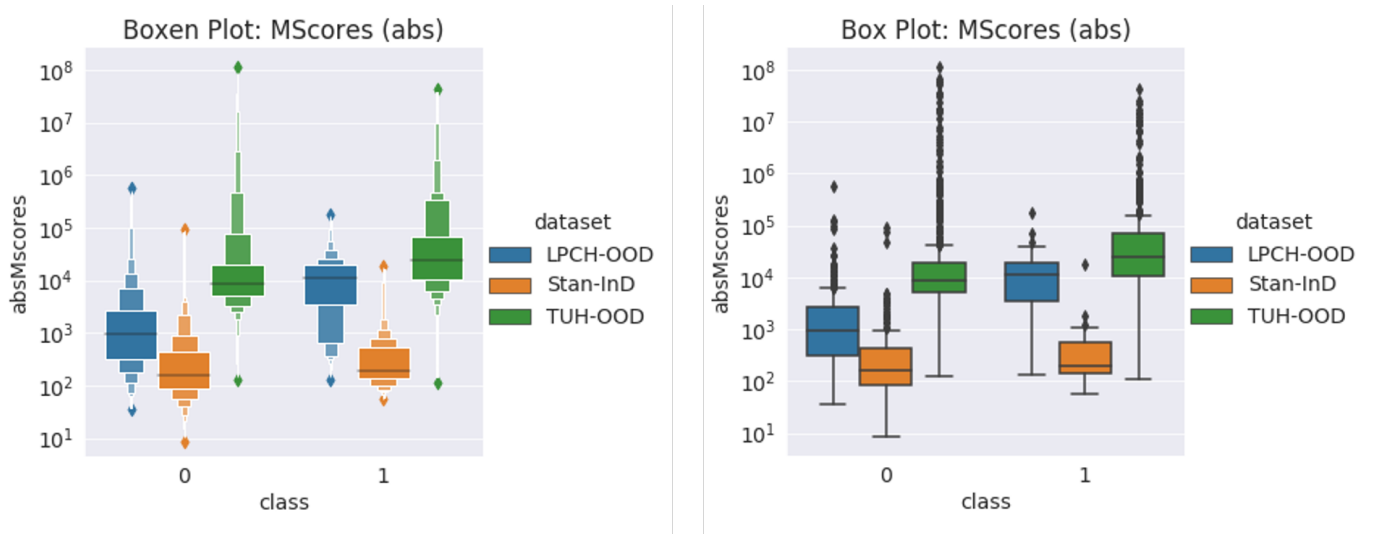 Boxen Plot: MScores (abs)
absMscores
10⁸
10⁷
10⁶
10⁵
10⁴
10³
10²
10¹
0
1
class
dataset
LPCH-OOD
Stan-InD
TUH-OOD
Box Plot: MScores (abs)
absMscores
10⁸
10⁷
10⁶
10⁵
10⁴
10³
10²
10¹
0
1
class
dataset
LPCH-OOD
Stan-InD
TUH-OOD